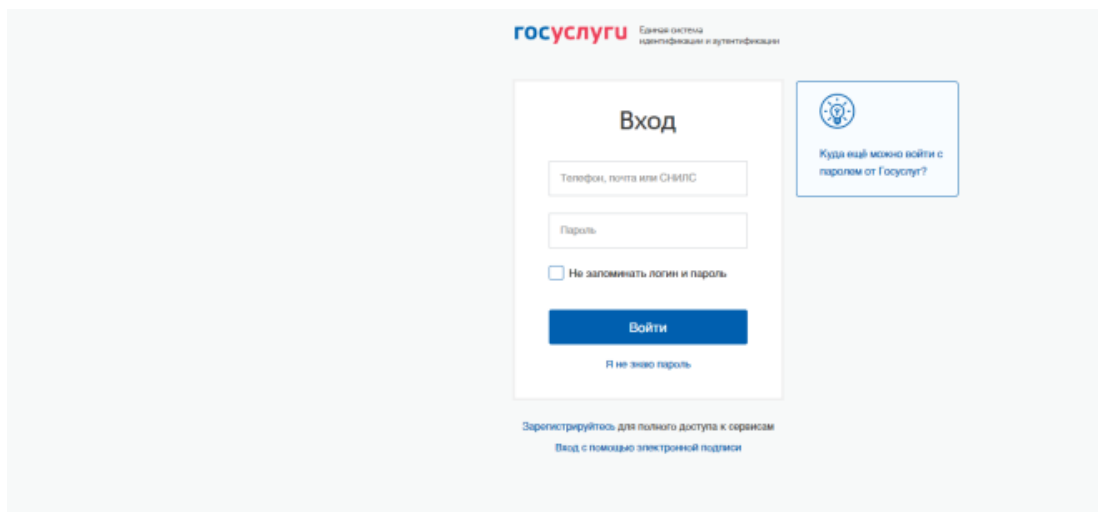 госуслуги
Единая система
идентификации и аутентификации
Вход
Телефон, почта или СНИЛС
Пароль
Не запоминать логин и пароль
Войти
Я не знаю пароль
Куда ещё можно войти с
паролем от Госуслуг?
Зарегистрируйтесь для полного доступа к сервисам
Вход с помощью электронной подписи